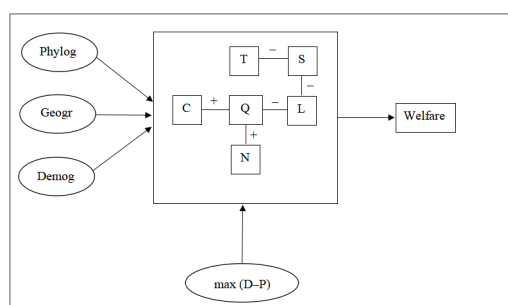 Phylog
T − S
−
Geogr
C + Q − L
Welfare
+
N
Demog
max (D–P)